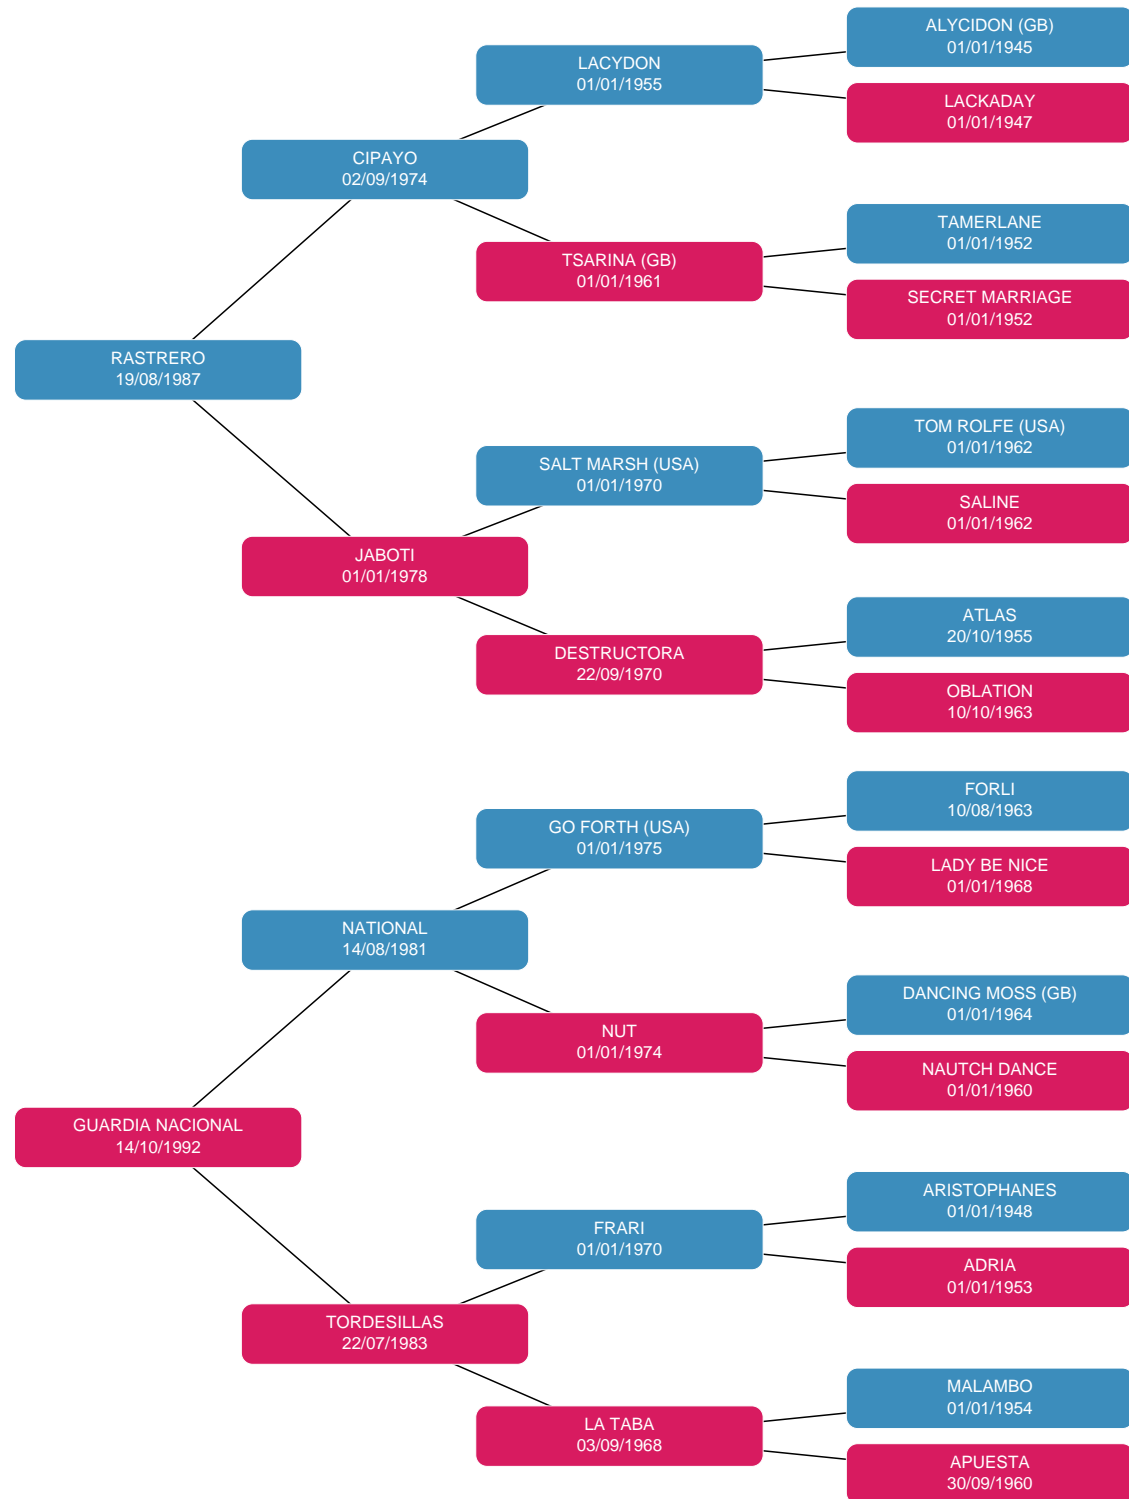 ALYCIDON (GB)
01/01/1945
LACYDON
01/01/1955
LACKADAY
01/01/1947
CIPAYO
02/09/1974
TAMERLANE
01/01/1952
TSARINA (GB)
01/01/1961
SECRET MARRIAGE
01/01/1952
RASTRERO
19/08/1987
TOM ROLFE (USA)
01/01/1962
SALT MARSH (USA)
01/01/1970
SALINE
01/01/1962
JABOTI
01/01/1978
ATLAS
20/10/1955
DESTRUCTORA
22/09/1970
OBLATION
10/10/1963
FORLI
10/08/1963
GO FORTH (USA)
01/01/1975
LADY BE NICE
01/01/1968
NATIONAL
14/08/1981
DANCING MOSS (GB)
01/01/1964
NUT
01/01/1974
NAUTCH DANCE
01/01/1960
GUARDIA NACIONAL
14/10/1992
ARISTOPHANES
01/01/1948
FRARI
01/01/1970
ADRIA
01/01/1953
TORDESILLAS
22/07/1983
MALAMBO
01/01/1954
LA TABA
03/09/1968
APUESTA
30/09/1960